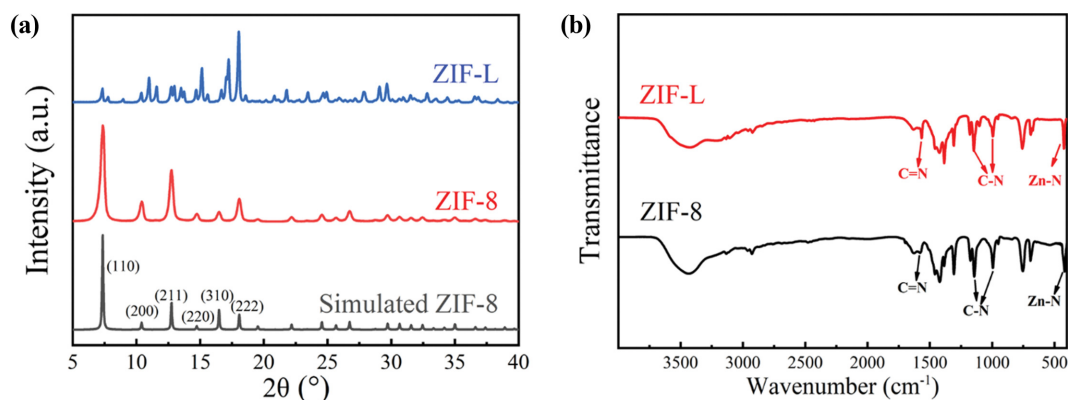 (a)
Intensity (a.u.)
ZIF-L
ZIF-8
(110)
(200)
(211)
(220)
(310)
(222)
Simulated ZIF-8
5 10 15 20 25 30 35 40
2θ (°)
(b)
Transmittance
ZIF-L
C=N
C-N
Zn-N
ZIF-8
C=N
C-N
Zn-N
3500 3000 2500 2000 1500 1000 500
Wavenumber (cm⁻¹)